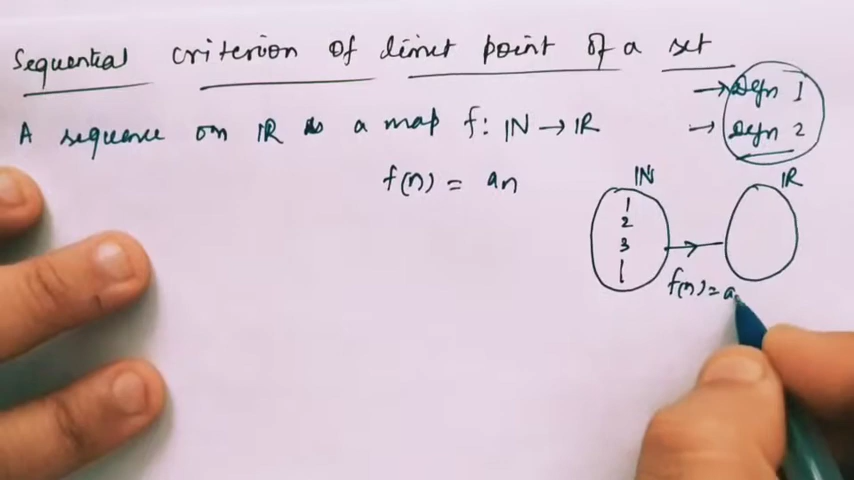 Sequential criterion of limit point of a set
→ Defn 1
A sequence on IR is a map f: IN → IR
→ Defn 2
f(n) = an
IN
IR
1
2
3
f(n) = a